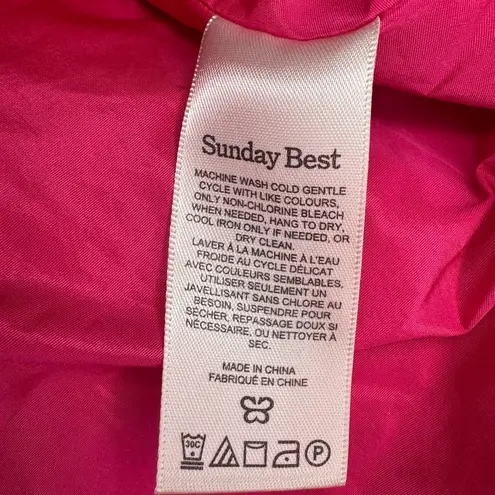 Sunday Best
MACHINE WASH COLD GENTLE
CYCLE WITH LIKE COLOURS,
ONLY NON-CHLORINE BLEACH
WHEN NEEDED, HANG TO DRY,
COOL IRON ONLY IF NEEDED, OR
DRY CLEAN.
LAVER À LA MACHINE À L'EAU
FROIDE AU CYCLE DÉLICAT
AVEC COULEURS SEMBLABLES.
UTILISER SEULEMENT UN
JAVELLISANT SANS CHLORE AU
BESOIN, SUSPENDRE POUR
SÉCHER, REPASSAGE DOUX SI
NÉCESSAIRE, OU NETTOYER À
SEC.
MADE IN CHINA
FABRIQUÉ EN CHINE
30C
P